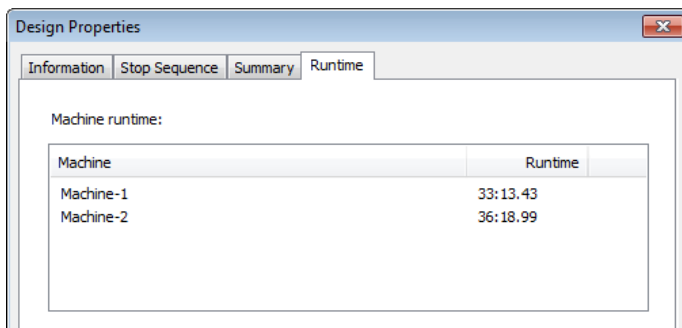 Design Properties
Information Stop Sequence Summary Runtime
Machine runtime:
Machine Runtime
Machine-1 33:13.43
Machine-2 36:18.99